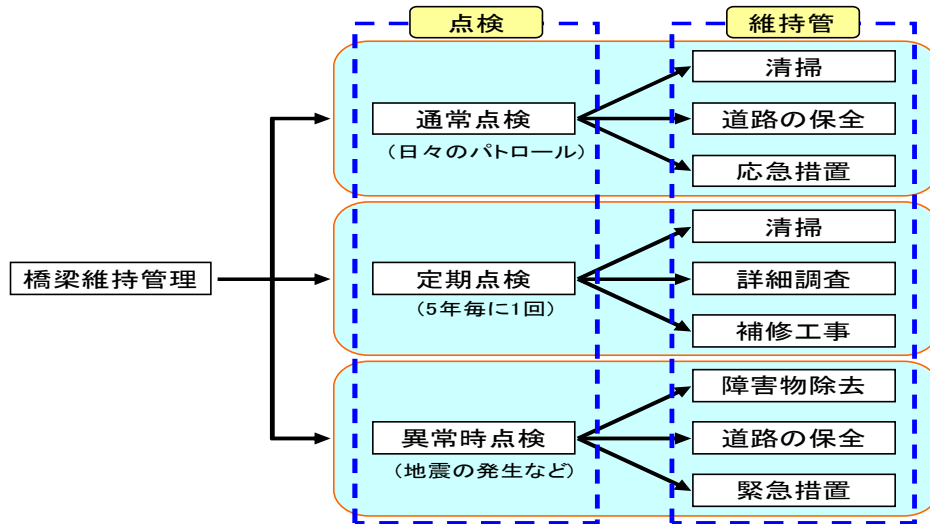 点検
維持管
清掃
通常点検
道路の保全
(日々のパトロール)
応急措置
清掃
橋梁維持管理
定期点検
詳細調査
(5年毎に1回)
補修工事
障害物除去
異常時点検
道路の保全
(地震の発生など)
緊急措置